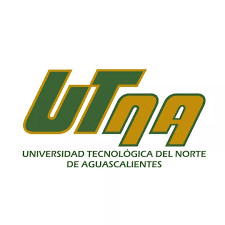 UTNA
UNIVERSIDAD TECNOLÓGICA DEL NORTE
DE AGUASCALIENTES